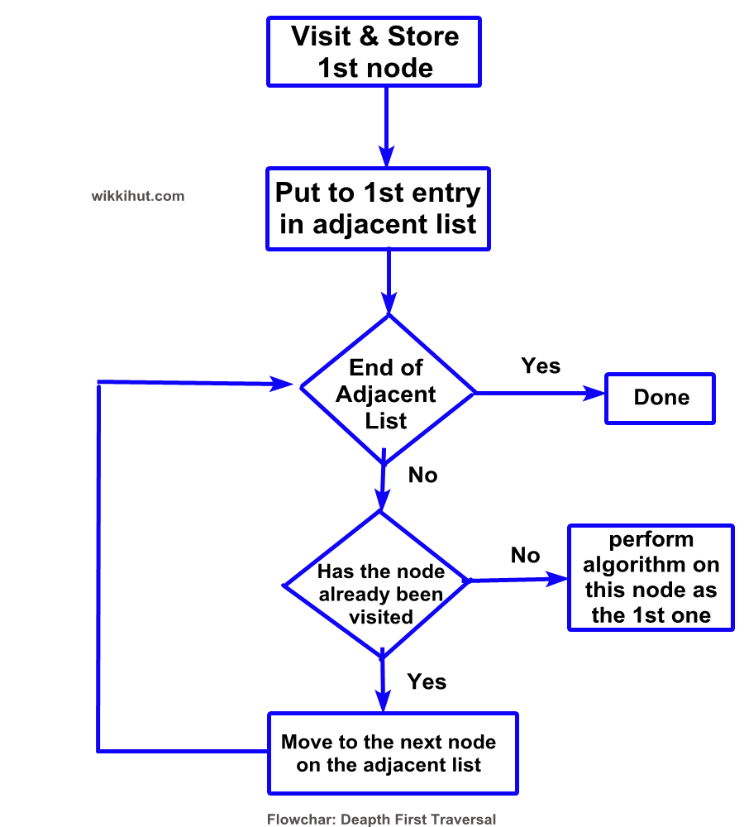 Visit & Store
1st node
wikkihut.com
Put to 1st entry
in adjacent list
End of
Adjacent
List
Yes
Done
No
Has the node
already been
visited
No
perform
algorithm on
this node as
the 1st one
Yes
Move to the next node
on the adjacent list
Flowchar: Deapth First Traversal